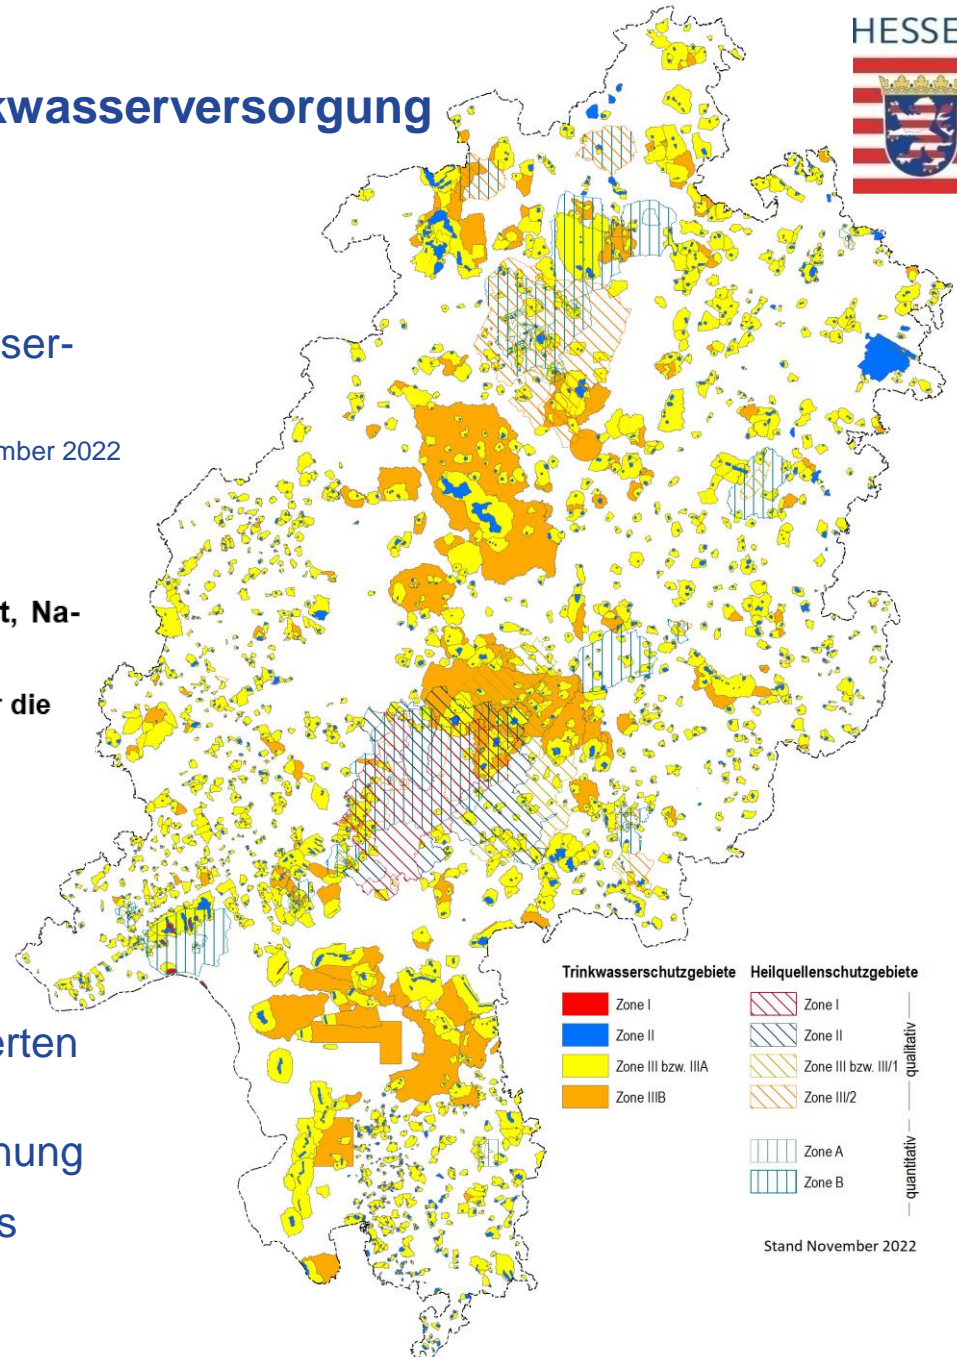 HESSE
kwasserversorgung
ser-
mber 2022
t, Na-
r die
erten
nung
s
Trinkwasserschutzgebiete
Zone I
Zone II
Zone III bzw. IIIA
Zone IIIB
Heilquellenschutzgebiete
Zone I
Zone II
Zone III bzw. III/1
Zone III/2
qualitativ
Zone A
Zone B
quantitativ
Stand November 2022